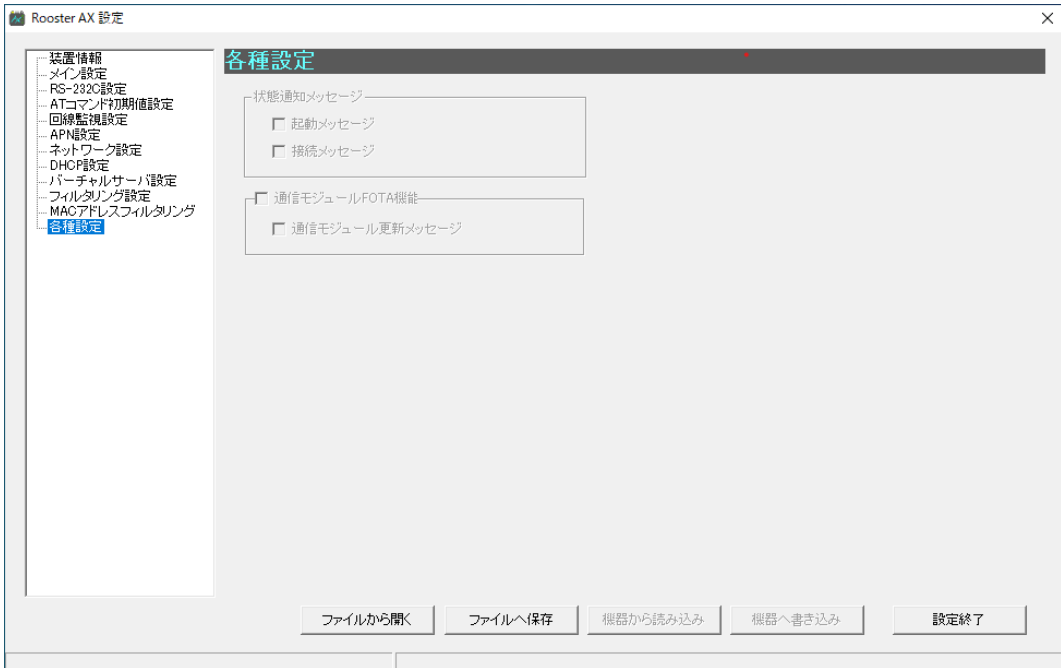 Rooster AX 設定
装置情報
メイン設定
RS-232C設定
ATコマンド初期値設定
回線監視設定
APN設定
ネットワーク設定
DHCP設定
バーチャルサーバ設定
フィルタリング設定
MACアドレスフィルタリング
各種設定
各種設定
状態通知メッセージ
起動メッセージ
接続メッセージ
通信モジュールFOTA機能
通信モジュール更新メッセージ
ファイルから開く
ファイルへ保存
機器から読み込み
機器へ書き込み
設定終了